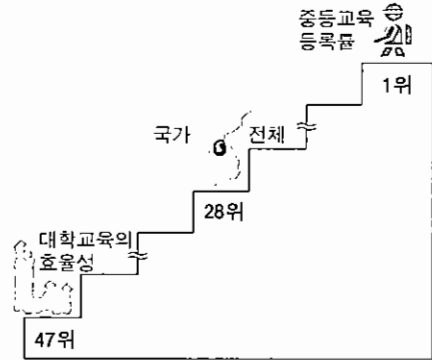 중등교육
등록률
1위
국가 전체
28위
대학교육의
효율성
47위